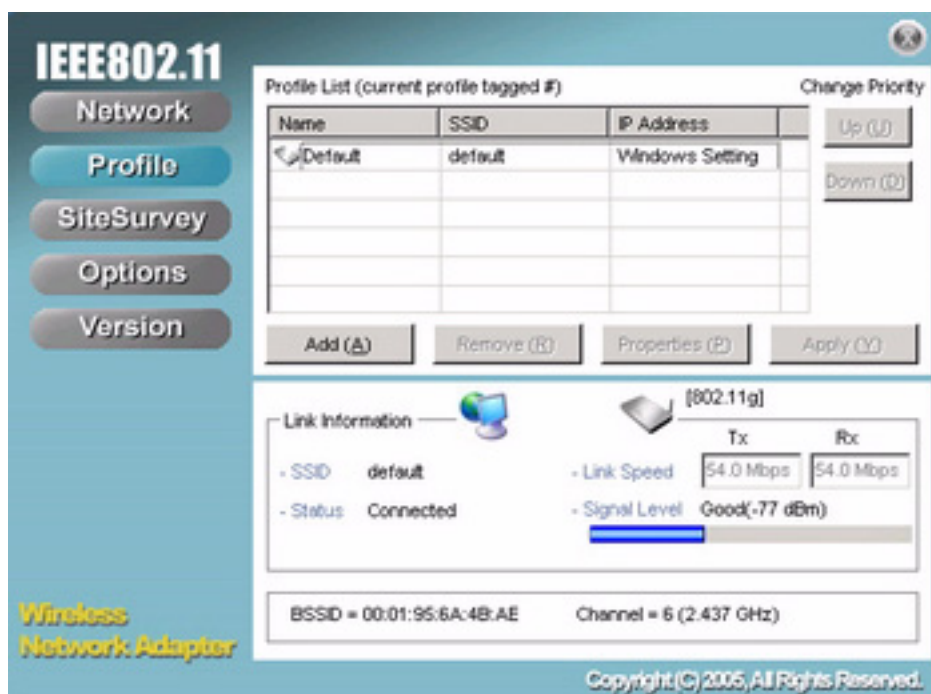 IEEE802.11
Network
Profile
SiteSurvey
Options
Version
Wireless
Network Adapter
Profile List (current profile tagged #)
Change Priority
Name SSID IP Address
Default default Windows Setting
Up (U)
Down (D)
Add (A) Remove (R) Properties (P) Apply (Y)
Link Information
[802.11g]
Tx Rx
- SSID default
- Link Speed 54.0 Mbps 54.0 Mbps
- Status Connected
- Signal Level Good(-77 dBm)
BSSID = 00:01:95:6A:4B:AE Channel = 6 (2.437 GHz)
Copyright (C) 2005, All Rights Reserved.